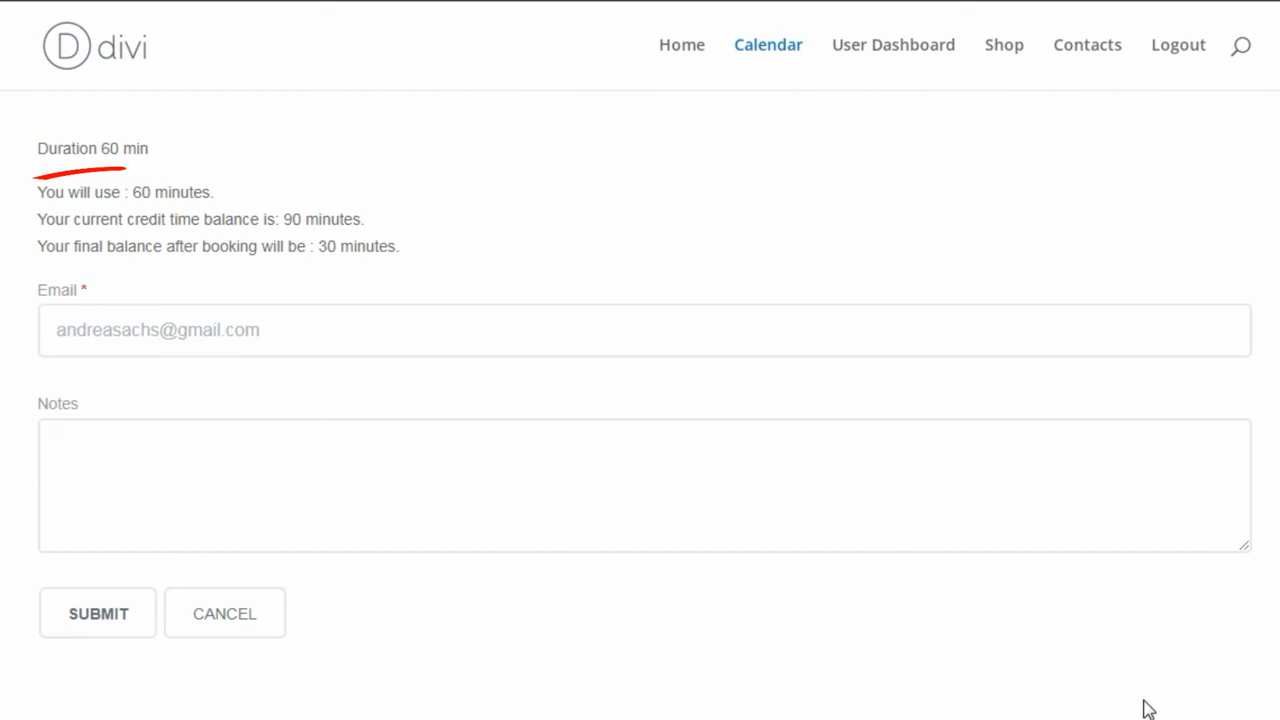 D divi
Home Calendar User Dashboard Shop Contacts Logout
Duration 60 min
You will use : 60 minutes.
Your current credit time balance is: 90 minutes.
Your final balance after booking will be : 30 minutes.
Email *
andreasachs@gmail.com
Notes
SUBMIT CANCEL